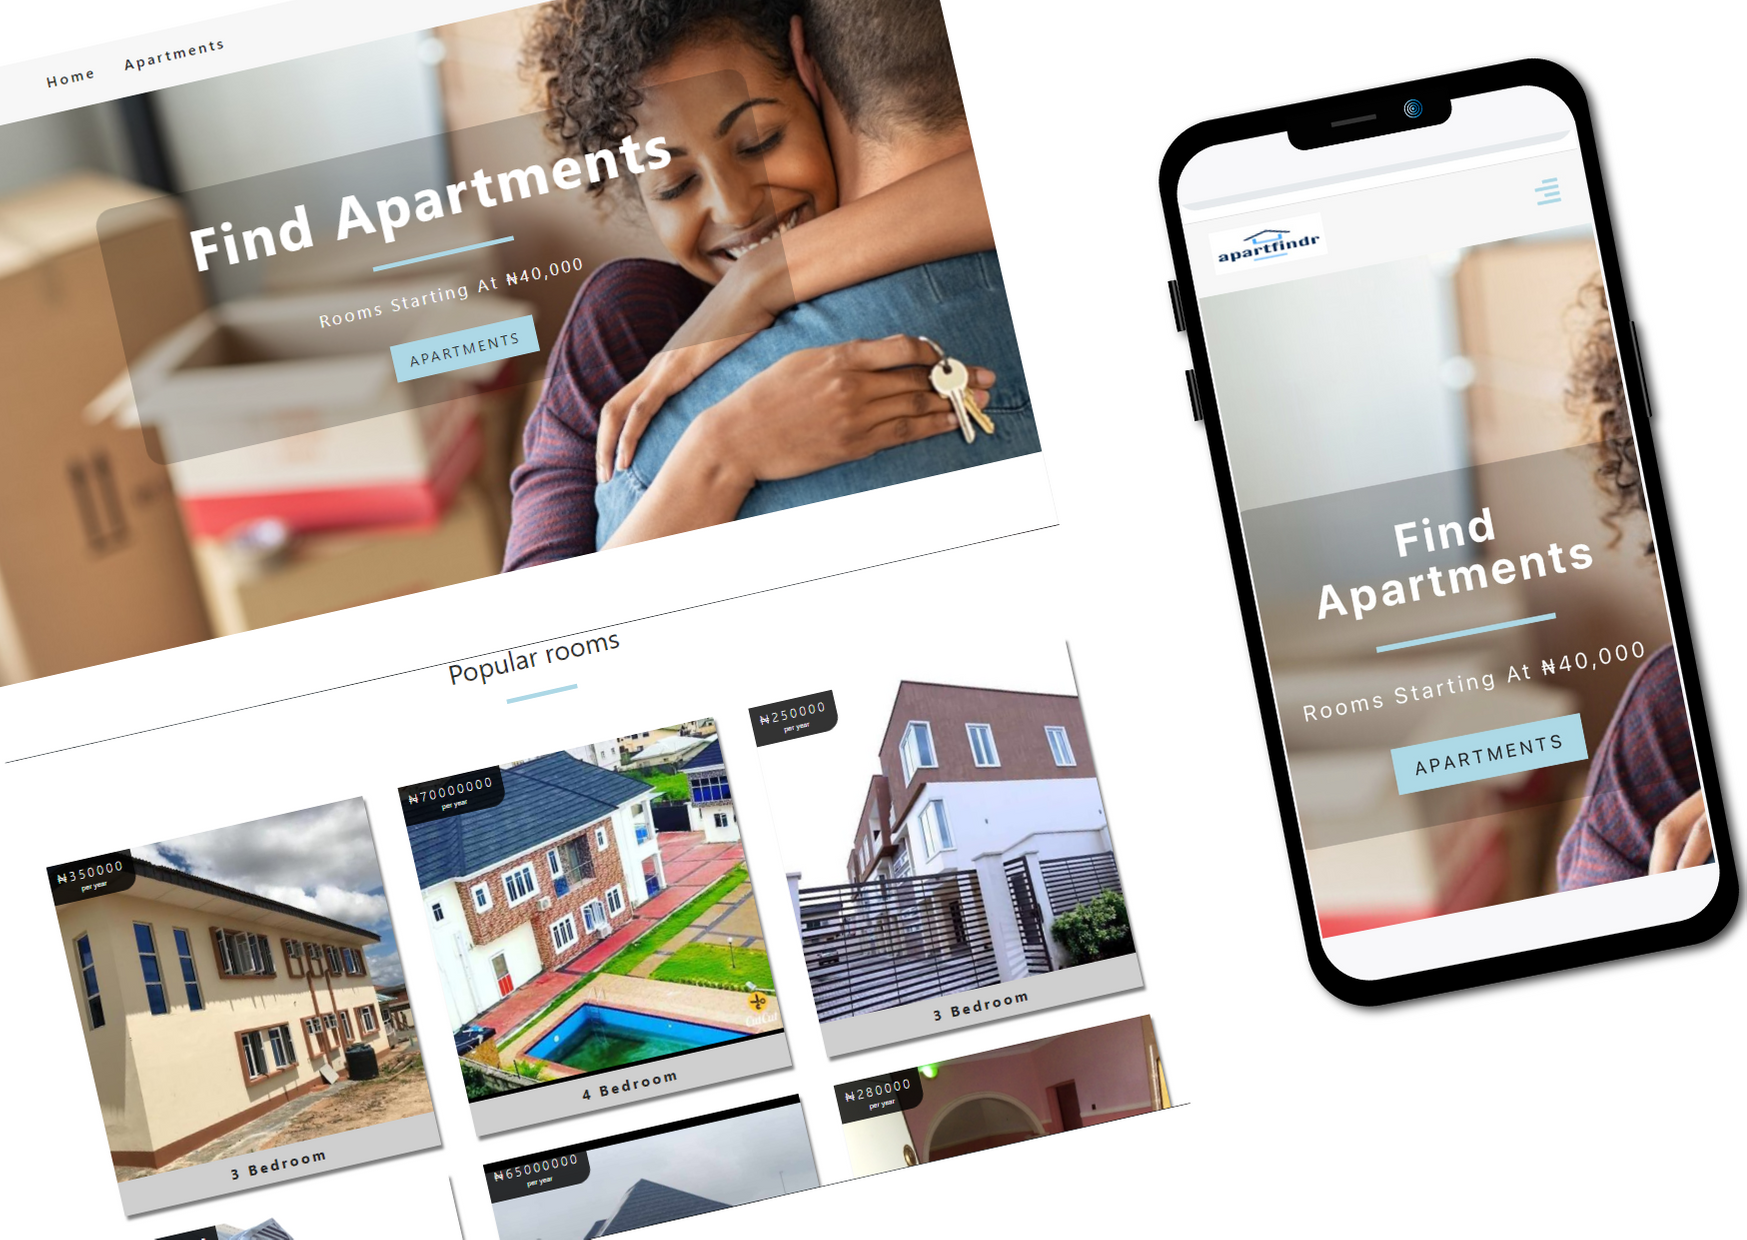 Home Apartments
Find Apartments
Rooms Starting At ₦40,000
APARTMENTS
Popular rooms
₦350000
per year
3 Bedroom
₦70000000
per year
CutCut
4 Bedroom
₦250000
per year
3 Bedroom
₦65000000
per year
₦280000
per year
apartfindr
Find
Apartments
Rooms Starting At ₦40,000
APARTMENTS